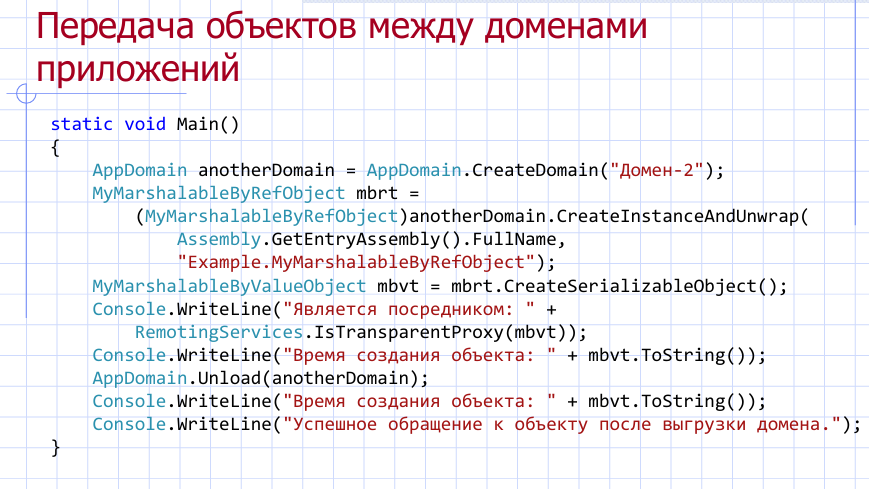 Передача объектов между доменами
приложений
static void Main()
{
AppDomain anotherDomain = AppDomain.CreateDomain("Домен-2");
MyMarshalableByRefObject mbrt =
(MyMarshalableByRefObject)anotherDomain.CreateInstanceAndUnwrap(
Assembly.GetEntryAssembly().FullName,
"Example.MyMarshalableByRefObject");
MyMarshalableByValueObject mbvt = mbrt.CreateSerializableObject();
Console.WriteLine("Является посредником: " +
RemotingServices.IsTransparentProxy(mbvt));
Console.WriteLine("Время создания объекта: " + mbvt.ToString());
AppDomain.Unload(anotherDomain);
Console.WriteLine("Время создания объекта: " + mbvt.ToString());
Console.WriteLine("Успешное обращение к объекту после выгрузки домена.");
}